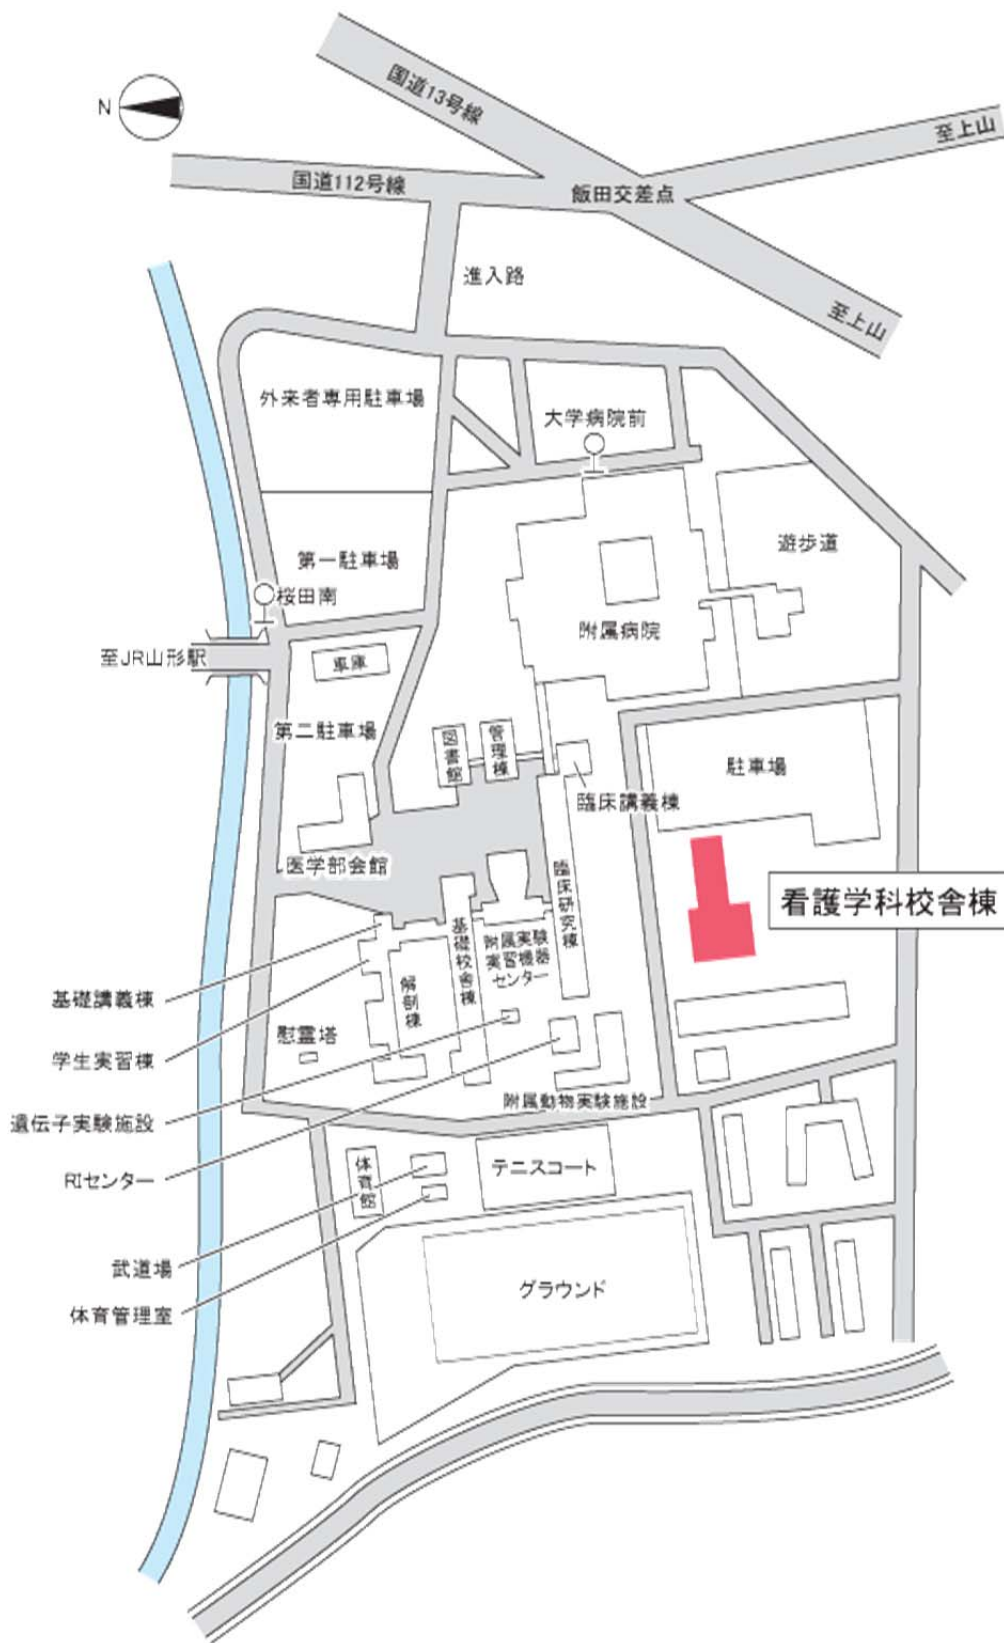 国道13号線
N
至上山
国道112号線
飯田交差点
進入路
至上山
外来者専用駐車場
大学病院前
第一駐車場
遊歩道
桜田南
附属病院
至JR山形駅
車庫
第二駐車場
図書館
管理棟
駐車場
臨床講義棟
医学部会館
臨床研究棟
看護学科校舎棟
基礎校舎棟
附属実験
実習機器
センター
解剖棟
基礎講義棟
慰霊塔
学生実習棟
附属動物実験施設
遺伝子実験施設
体育館
テニスコート
RIセンター
武道場
グラウンド
体育管理室